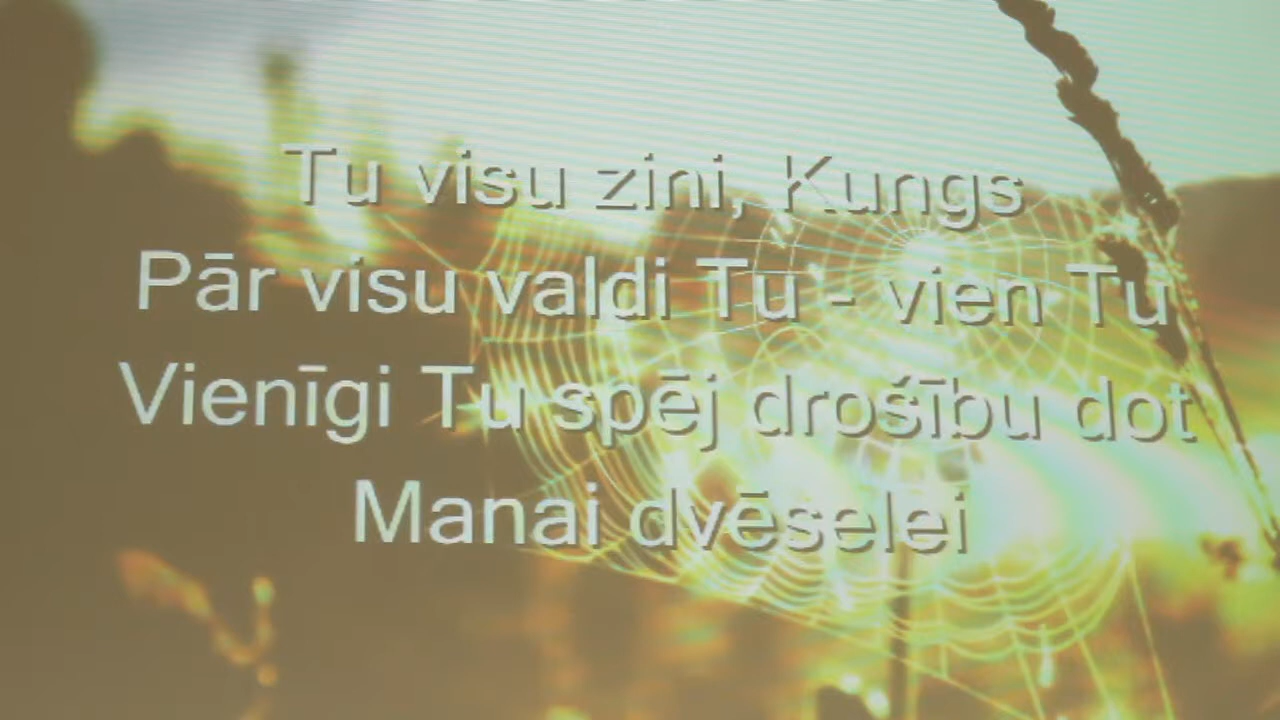 Tu visu zini, Kungs
Pār visu valdi Tu - vien Tu
Vienīgi Tu spēj drošību dot
Manai dvēselei